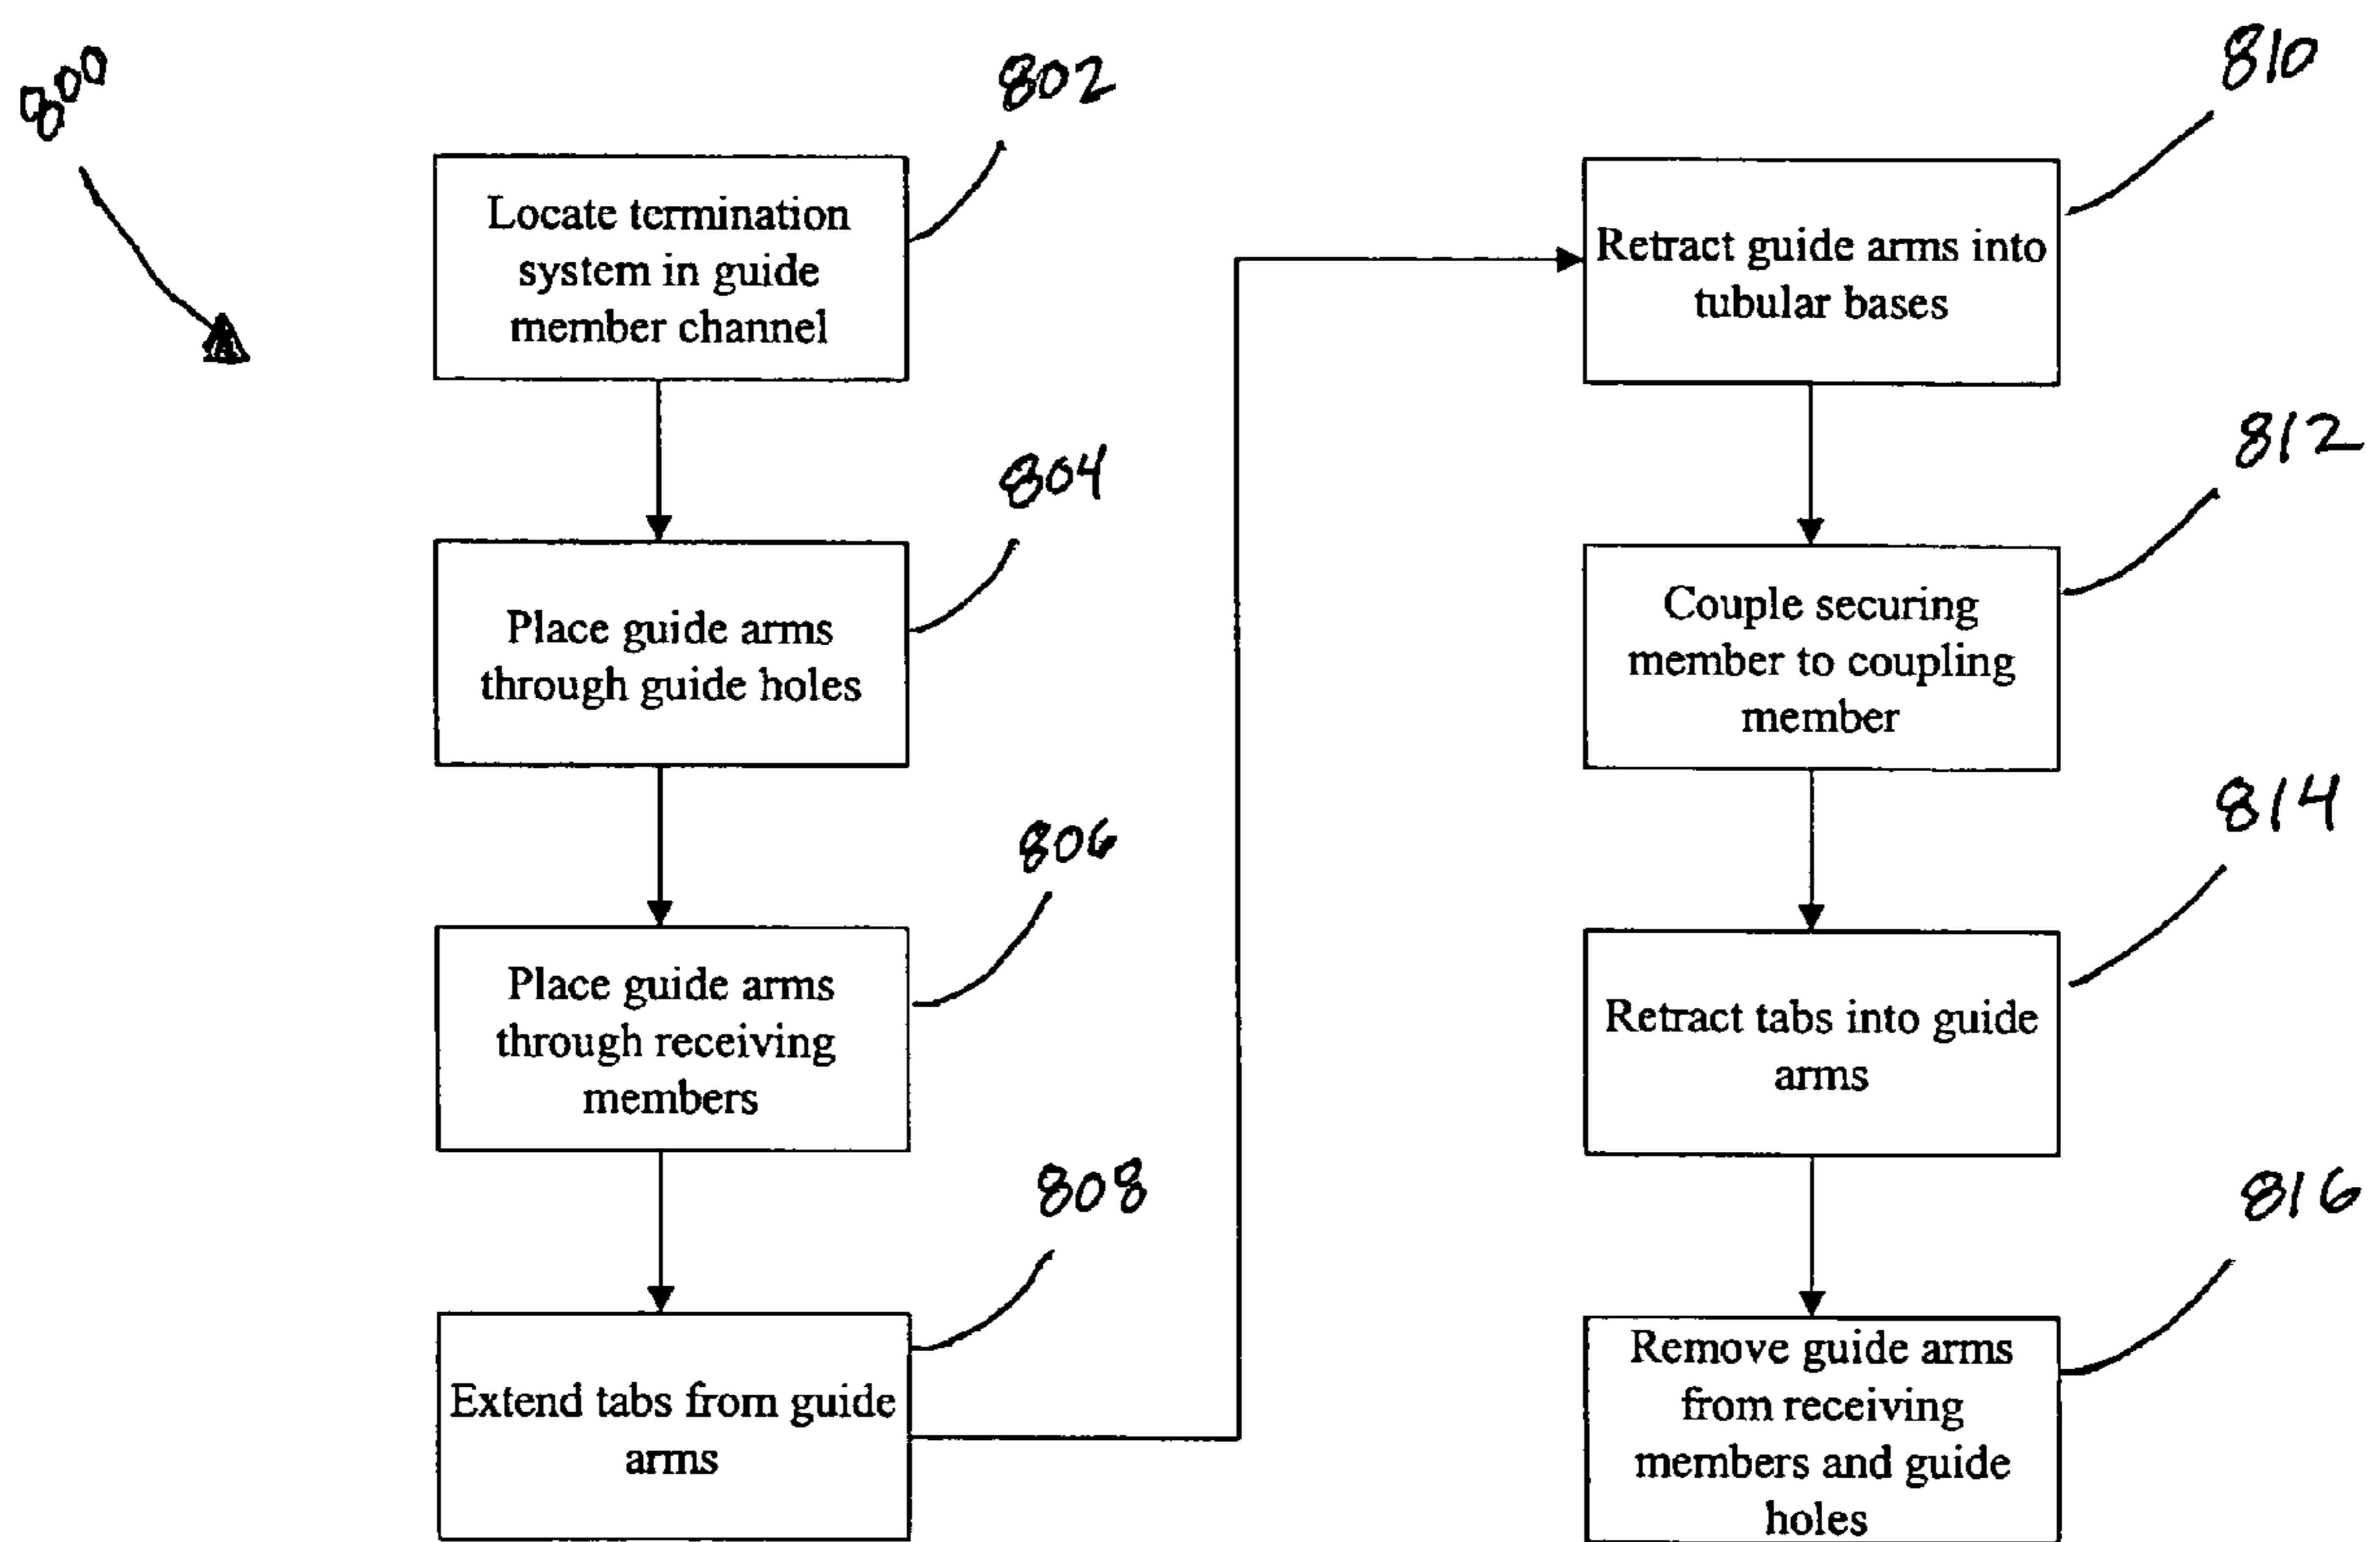 800
802
Locate termination
system in guide
member channel
804
Place guide arms
through guide holes
806
Place guide arms
through receiving
members
808
Extend tabs from guide
arms
810
Retract guide arms into
tubular bases
812
Couple securing
member to coupling
member
814
Retract tabs into guide
arms
816
Remove guide arms
from receiving
members and guide
holes